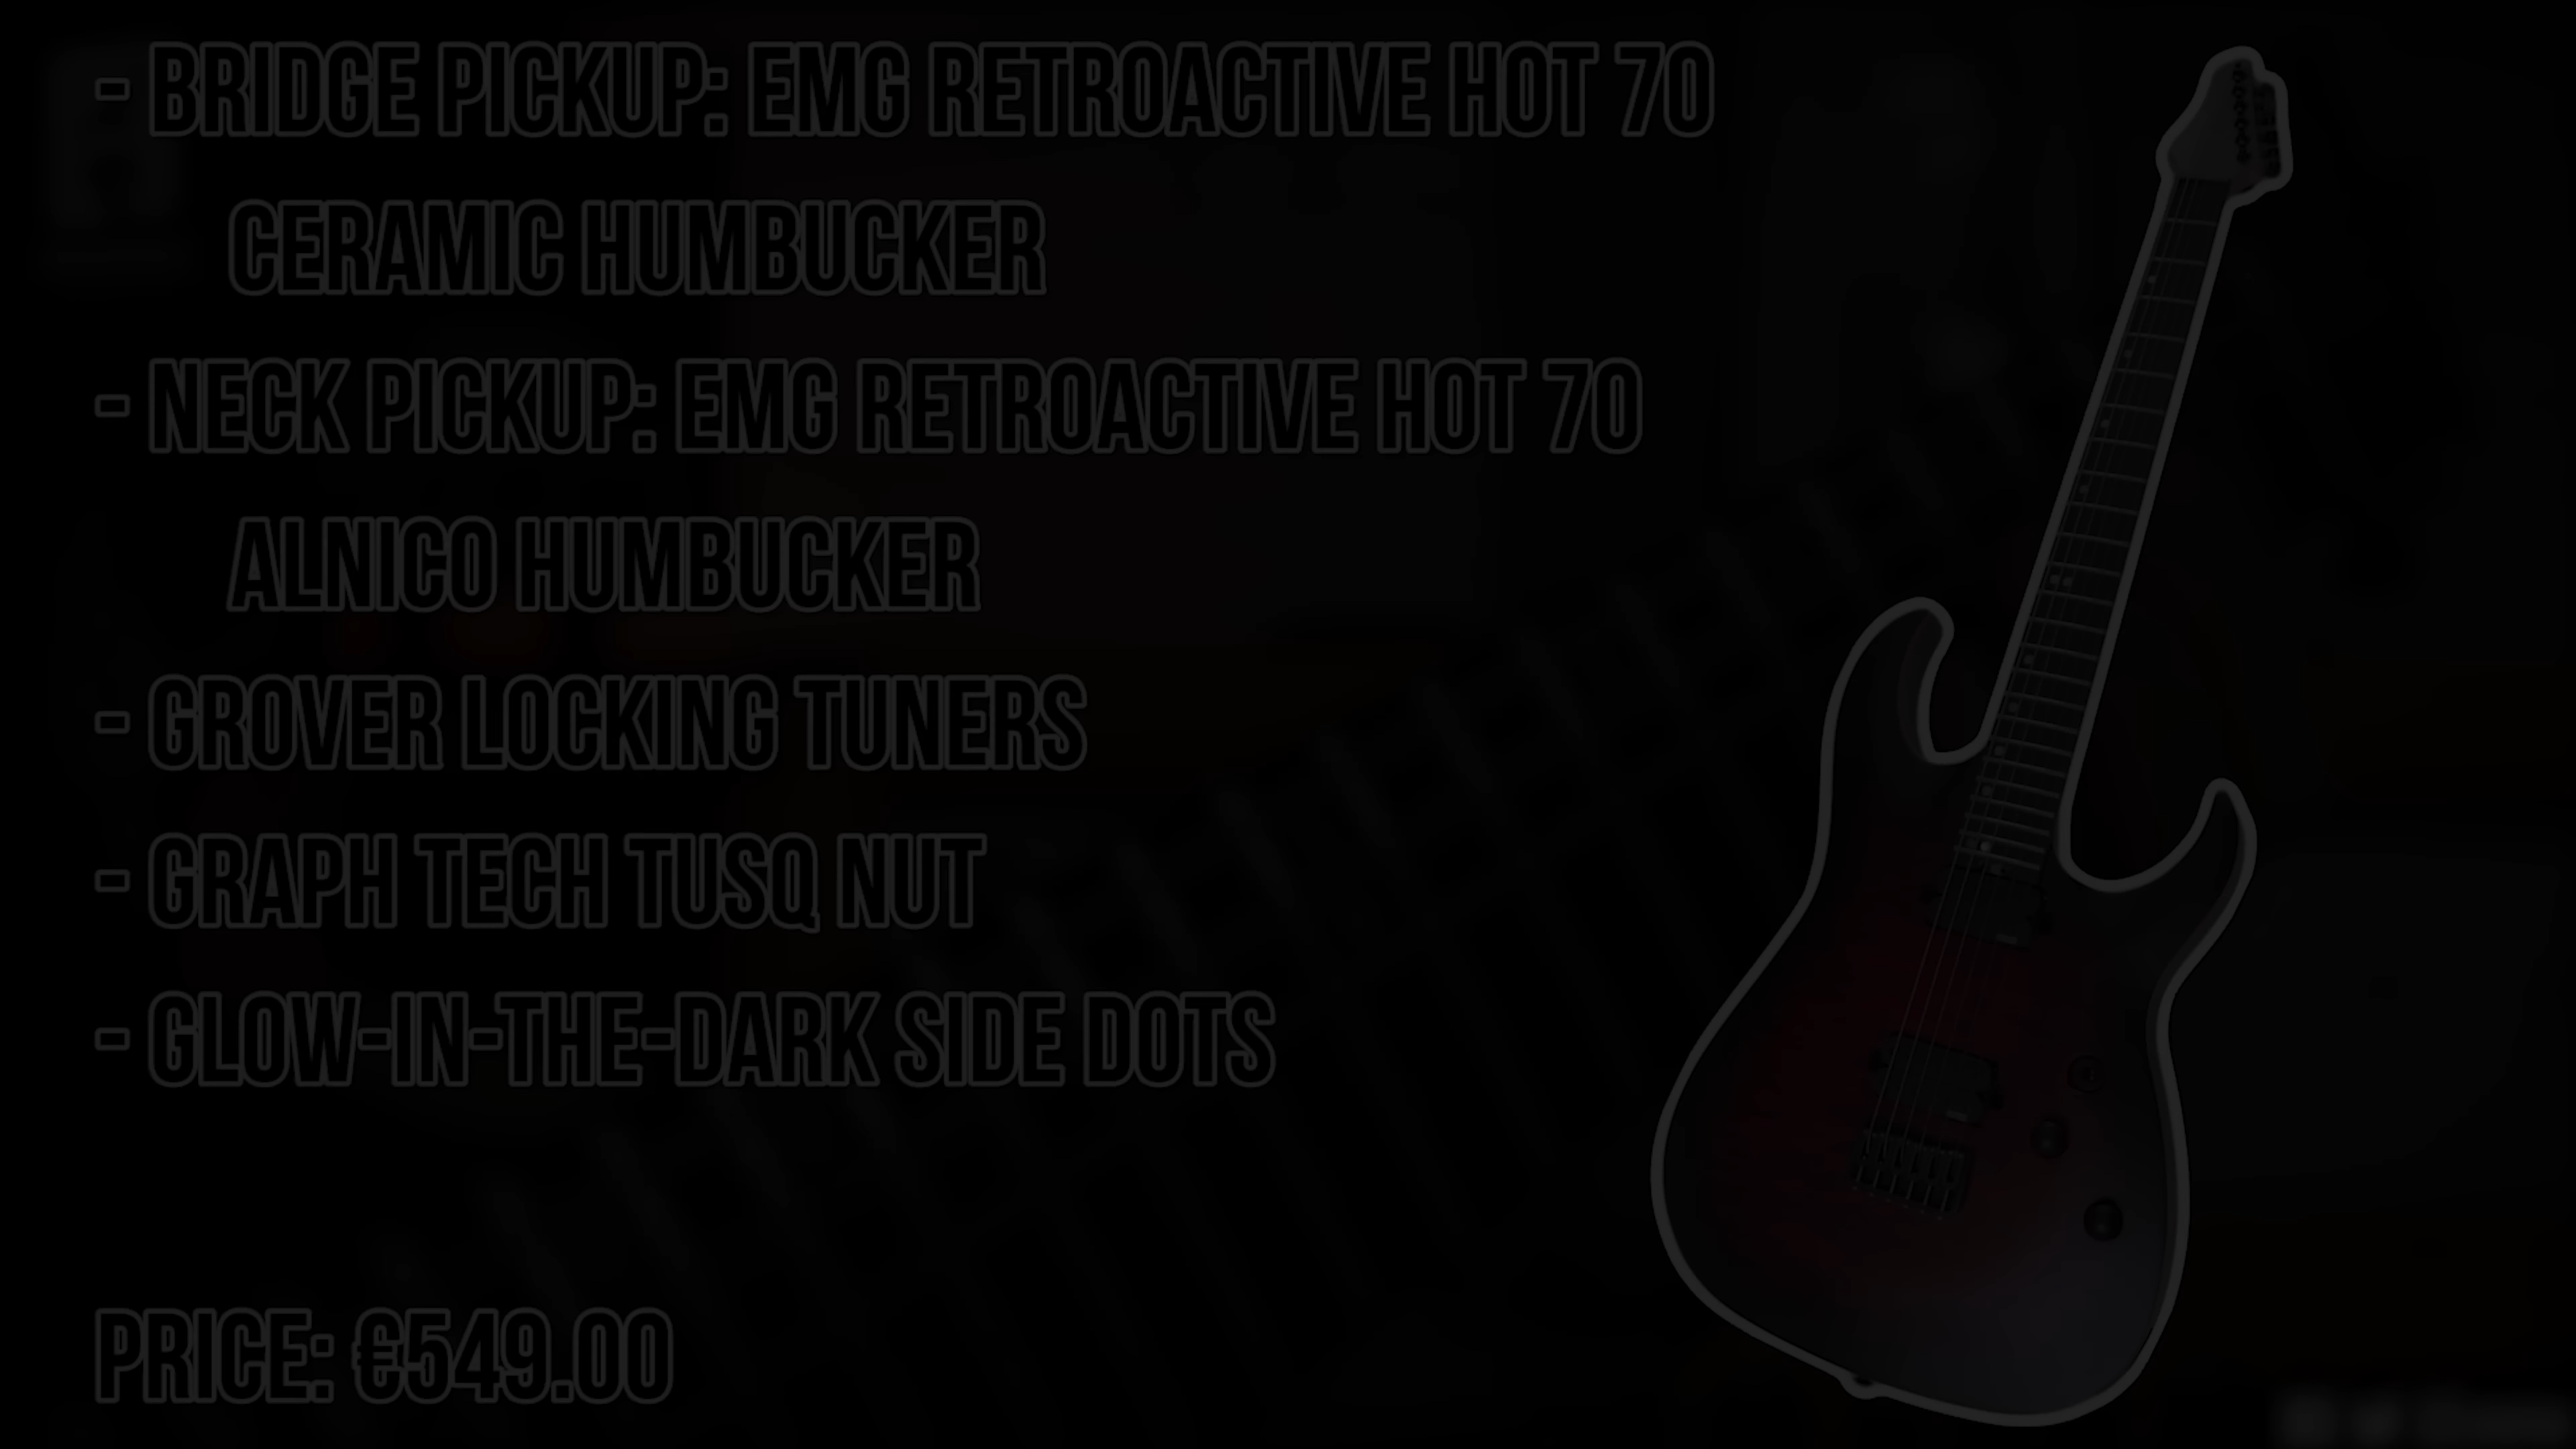 - BRIDGE PICKUP: EMG RETROACTIVE HOT 70
CERAMIC HUMBUCKER
- NECK PICKUP: EMG RETROACTIVE HOT 70
ALNICO HUMBUCKER
- GROVER LOCKING TUNERS
- GRAPH TECH TUSQ NUT
- GLOW-IN-THE-DARK SIDE DOTS
PRICE: €549.00